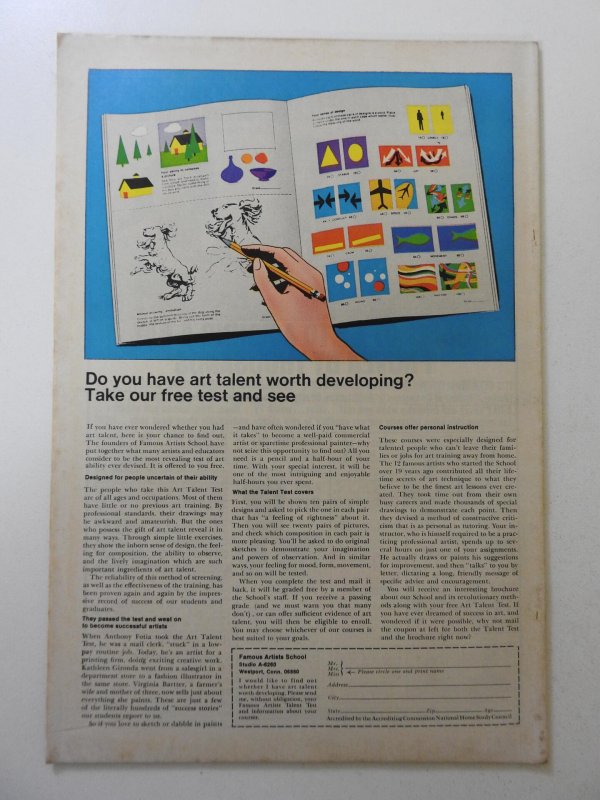 Do you have art talent worth developing?
Take our free test and see
If you have ever wondered whether you had
art talent, here is your chance to find out.
The founders of Famous Artists School have
put together what many artists and educators
consider to be the most revealing test of art
ability ever devised. It is offered to you free.
Designed for people uncertain of their ability
The people who take this Art Talent Test
are of all ages and occupations. Most of them
have little or no previous art training. By
professional standards, their drawings may
be awkward and amateurish. But the ones
who possess the gift of art talent reveal it in
many ways. Through simple little exercises,
they show the inborn sense of design, the feel-
ing for composition, the ability to observe,
and the lively imagination which are such
important ingredients of art talent.
The reliability of this method of screening,
as well as the effectiveness of the training, has
been proven again and again by the impres-
sive record of success of our students and
graduates.
They passed the test and went on
to become successful artists
When Anthony Fotia took the Art Talent
Test, he was a mail clerk, "stuck" in a low-
pay routine job. Today, he's an artist for a
printing firm, doing exciting creative work.
Kathleen Gironda went from a salesgirl in a
department store to a fashion illustrator in
the same store. Virginia Bartter, a farmer's
wife and mother of three, now sells just about
everything she paints. These are just a few
of the literally hundreds of "success stories"
our students report to us.
So if you love to sketch or dabble in paints
—and have often wondered if you "have what
it takes" to become a well-paid commercial
artist or sparetime professional painter—why
not seize this opportunity to find out? All you
need is a pencil and a half-hour of your
time. With your special interest, it will be
one of the most intriguing and enjoyable
half-hours you ever spent.
What the Talent Test covers
First, you will be shown ten pairs of simple
designs and asked to pick the one in each pair
that has "a feeling of rightness" about it.
Then you will see twenty pairs of pictures,
and check which composition in each pair is
more pleasing. You'll be asked to do original
sketches to demonstrate your imagination
and powers of observation. And in similar
ways, your feeling for mood, form, movement,
and so on will be tested.
When you complete the test and mail it
back, it will be graded free by a member of
the School's staff. If you receive a passing
grade (and we must warn you that many
don't), or can offer sufficient evidence of art
talent, you will then be eligible to enroll.
You may choose whichever of our courses is
best suited to your goals.
Courses offer personal instruction
These courses were especially designed for
talented people who can't leave their fami-
lies or jobs for art training away from home.
The 12 famous artists who started the School
over 19 years ago contributed all their life-
time secrets of art technique to what they
believe to be the finest art lessons ever cre-
ated. They took time out from their own
busy careers and made thousands of special
drawings to demonstrate each point. Then
they devised a method of constructive criti-
cism that is as personal as tutoring. Your in-
structor, who is himself required to be a prac-
ticing professional artist, spends up to sev-
eral hours on just one of your assignments.
He actually draws or paints his suggestions
for improvement, and then "talks" to you by
letter, dictating a long, friendly message of
specific advice and encouragement.
You will receive an interesting brochure
about our School and its revolutionary meth-
ods along with your free Art Talent Test. If
you have ever dreamed of success in art, and
wondered if it were possible, why not mail
the coupon at left for both the Talent Test
and the brochure right now?
Famous Artists School
Studio A-6260
Westport, Conn. 06880
I would like to find out
whether I have art talent
worth developing. Please send
me, without obligation, your
Famous Artists Talent Test
and information about your
courses.
Mr.
Mrs.
Miss
Please circle one and print name
Address
City
State Zip Age
Accredited by the Accrediting Commission National Home Study Council